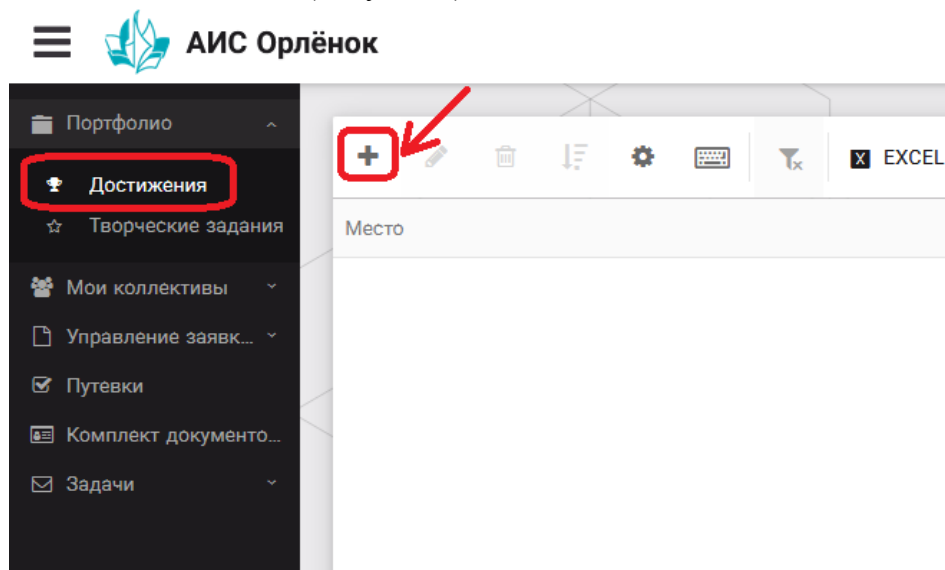 АИС Орлёнок
Портфолио
Достижения
Творческие задания
Мои коллективы
Управление заявк...
Путевки
Комплект документо...
Задачи
X EXCEL
Место